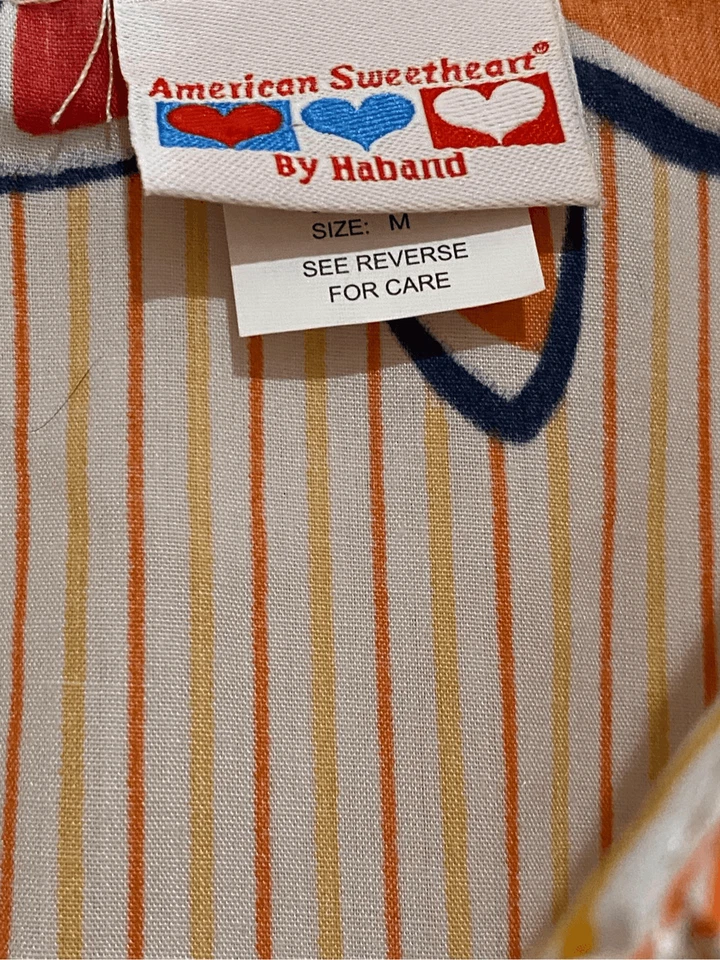 American Sweetheart®
By Haband
SIZE: M
SEE REVERSE
FOR CARE